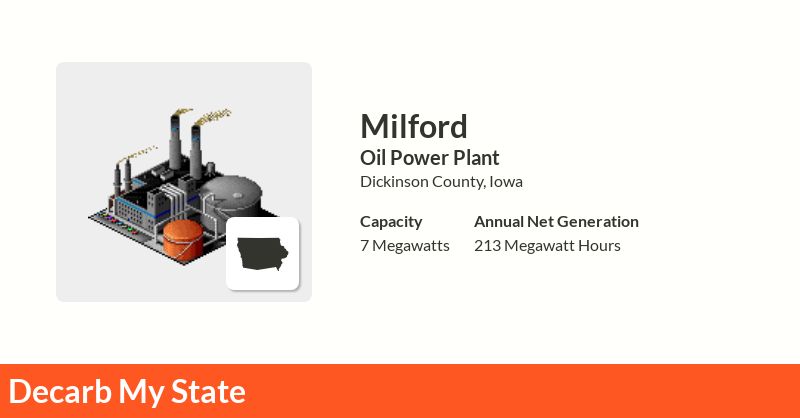 Milford
Oil Power Plant
Dickinson County, Iowa
Capacity
Annual Net Generation
7 Megawatts
213 Megawatt Hours
Decarb My State